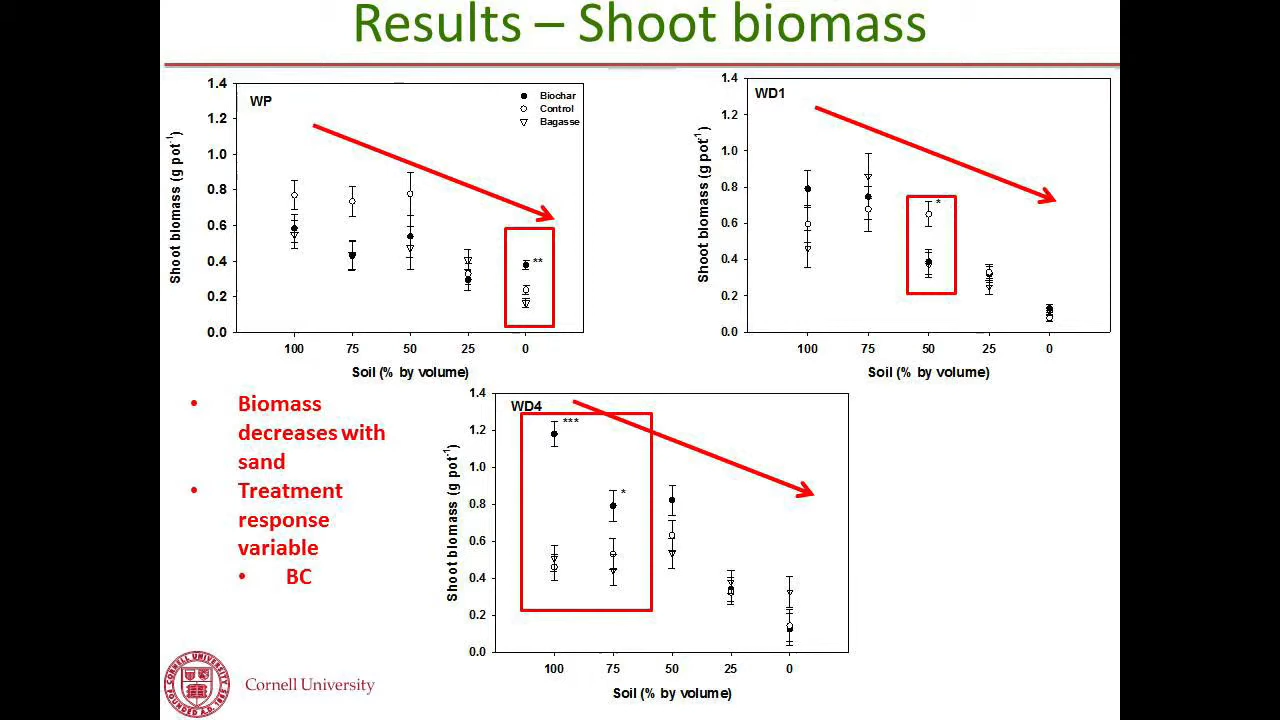 Results – Shoot biomass
WP
Biochar
Control
Bagasse
1.4
1.2
1.0
0.8
0.6
0.4
0.2
0.0
Shoot biomass (g pot⁻¹)
**
100 75 50 25 0
Soil (% by volume)
WD1
1.4
1.2
1.0
0.8
0.6
0.4
0.2
0.0
Shoot biomass (g pot⁻¹)
*
100 75 50 25 0
Soil (% by volume)
• Biomass
decreases with
sand
• Treatment
response
variable
• BC
WD4
1.4
1.2
1.0
0.8
0.6
0.4
0.2
0.0
Shoot biomass (g pot⁻¹)
***
*
100 75 50 25 0
Soil (% by volume)
CORNELL UNIVERSITY
FOUNDED A.D. 1865
Cornell University